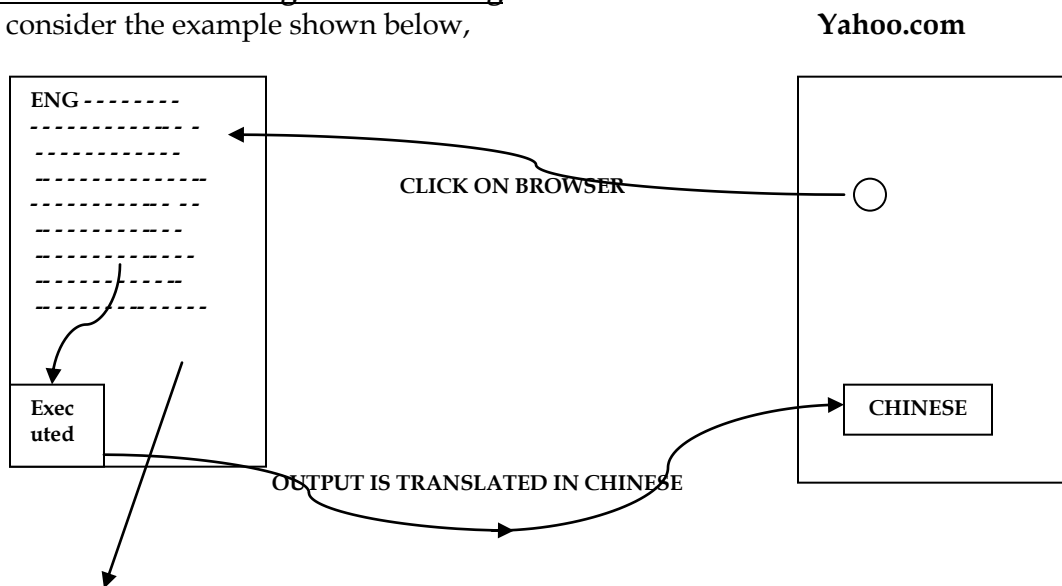 consider the example shown below,
Yahoo.com
ENG - - - - - - - -
CLICK ON BROWSER
Exec
uted
CHINESE
OUTPUT IS TRANSLATED IN CHINESE